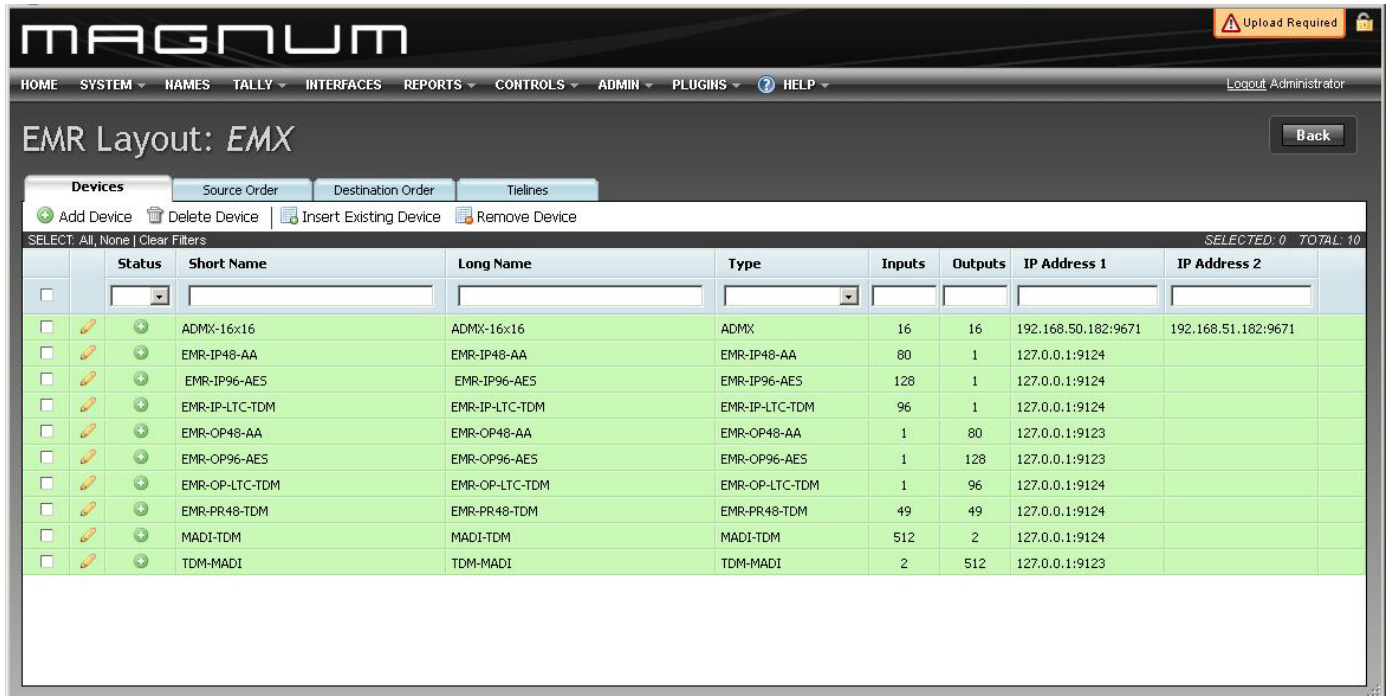 MAGNUM
Upload Required
HOME SYSTEM NAMES TALLY INTERFACES REPORTS CONTROLS ADMIN PLUGINS ? HELP Logout Administrator
EMR Layout: EMX
Back
Devices Source Order Destination Order Tielines
Add Device Delete Device Insert Existing Device Remove Device
SELECT: All, None | Clear Filters SELECTED: 0 TOTAL: 10
Status Short Name Long Name Type Inputs Outputs IP Address 1 IP Address 2
ADMX-16x16 ADMX-16x16 ADMX 16 16 192.168.50.182:9671 192.168.51.182:9671
EMR-IP48-AA EMR-IP48-AA EMR-IP48-AA 80 1 127.0.0.1:9124
EMR-IP96-AES EMR-IP96-AES EMR-IP96-AES 128 1 127.0.0.1:9124
EMR-IP-LTC-TDM EMR-IP-LTC-TDM EMR-IP-LTC-TDM 96 1 127.0.0.1:9124
EMR-OP48-AA EMR-OP48-AA EMR-OP48-AA 1 80 127.0.0.1:9123
EMR-OP96-AES EMR-OP96-AES EMR-OP96-AES 1 128 127.0.0.1:9123
EMR-OP-LTC-TDM EMR-OP-LTC-TDM EMR-OP-LTC-TDM 1 96 127.0.0.1:9124
EMR-PR48-TDM EMR-PR48-TDM EMR-PR48-TDM 49 49 127.0.0.1:9124
MADI-TDM MADI-TDM MADI-TDM 512 2 127.0.0.1:9124
TDM-MADI TDM-MADI TDM-MADI 2 512 127.0.0.1:9123